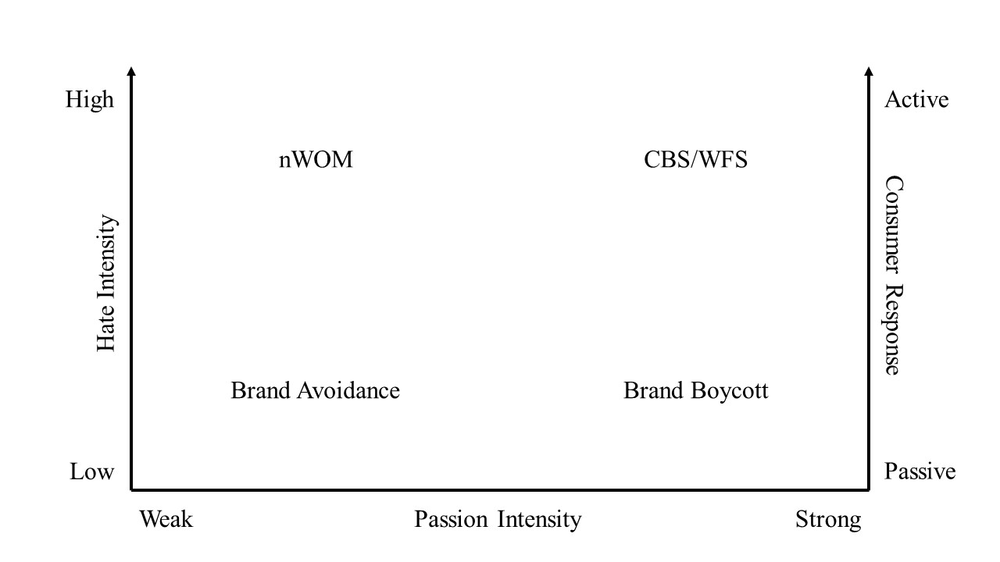 High
Active
nWOM
CBS/WFS
Hate Intensity
Consumer Response
Brand Avoidance
Brand Boycott
Low
Passive
Weak
Passion Intensity
Strong